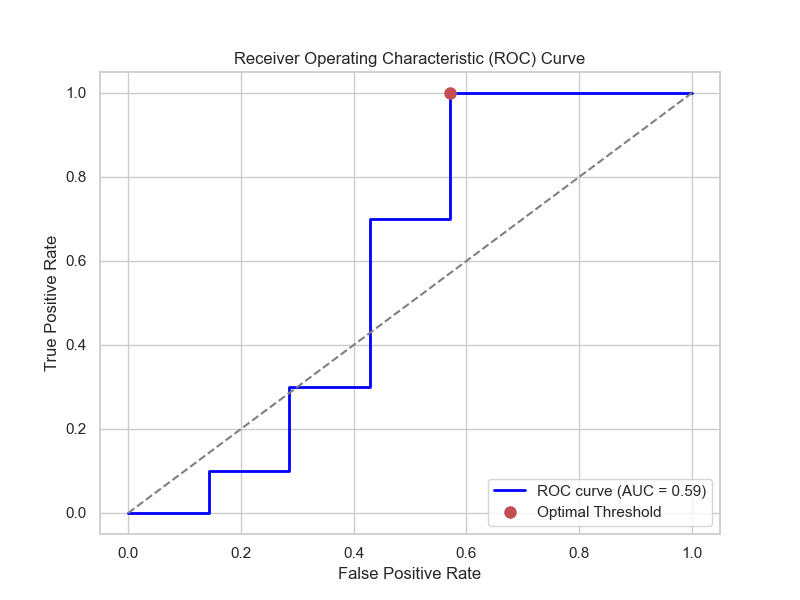 Receiver Operating Characteristic (ROC) Curve
1.0
0.8
0.6
0.4
0.2
0.0
True Positive Rate
0.0 0.2 0.4 0.6 0.8 1.0
False Positive Rate
ROC curve (AUC = 0.59)
Optimal Threshold